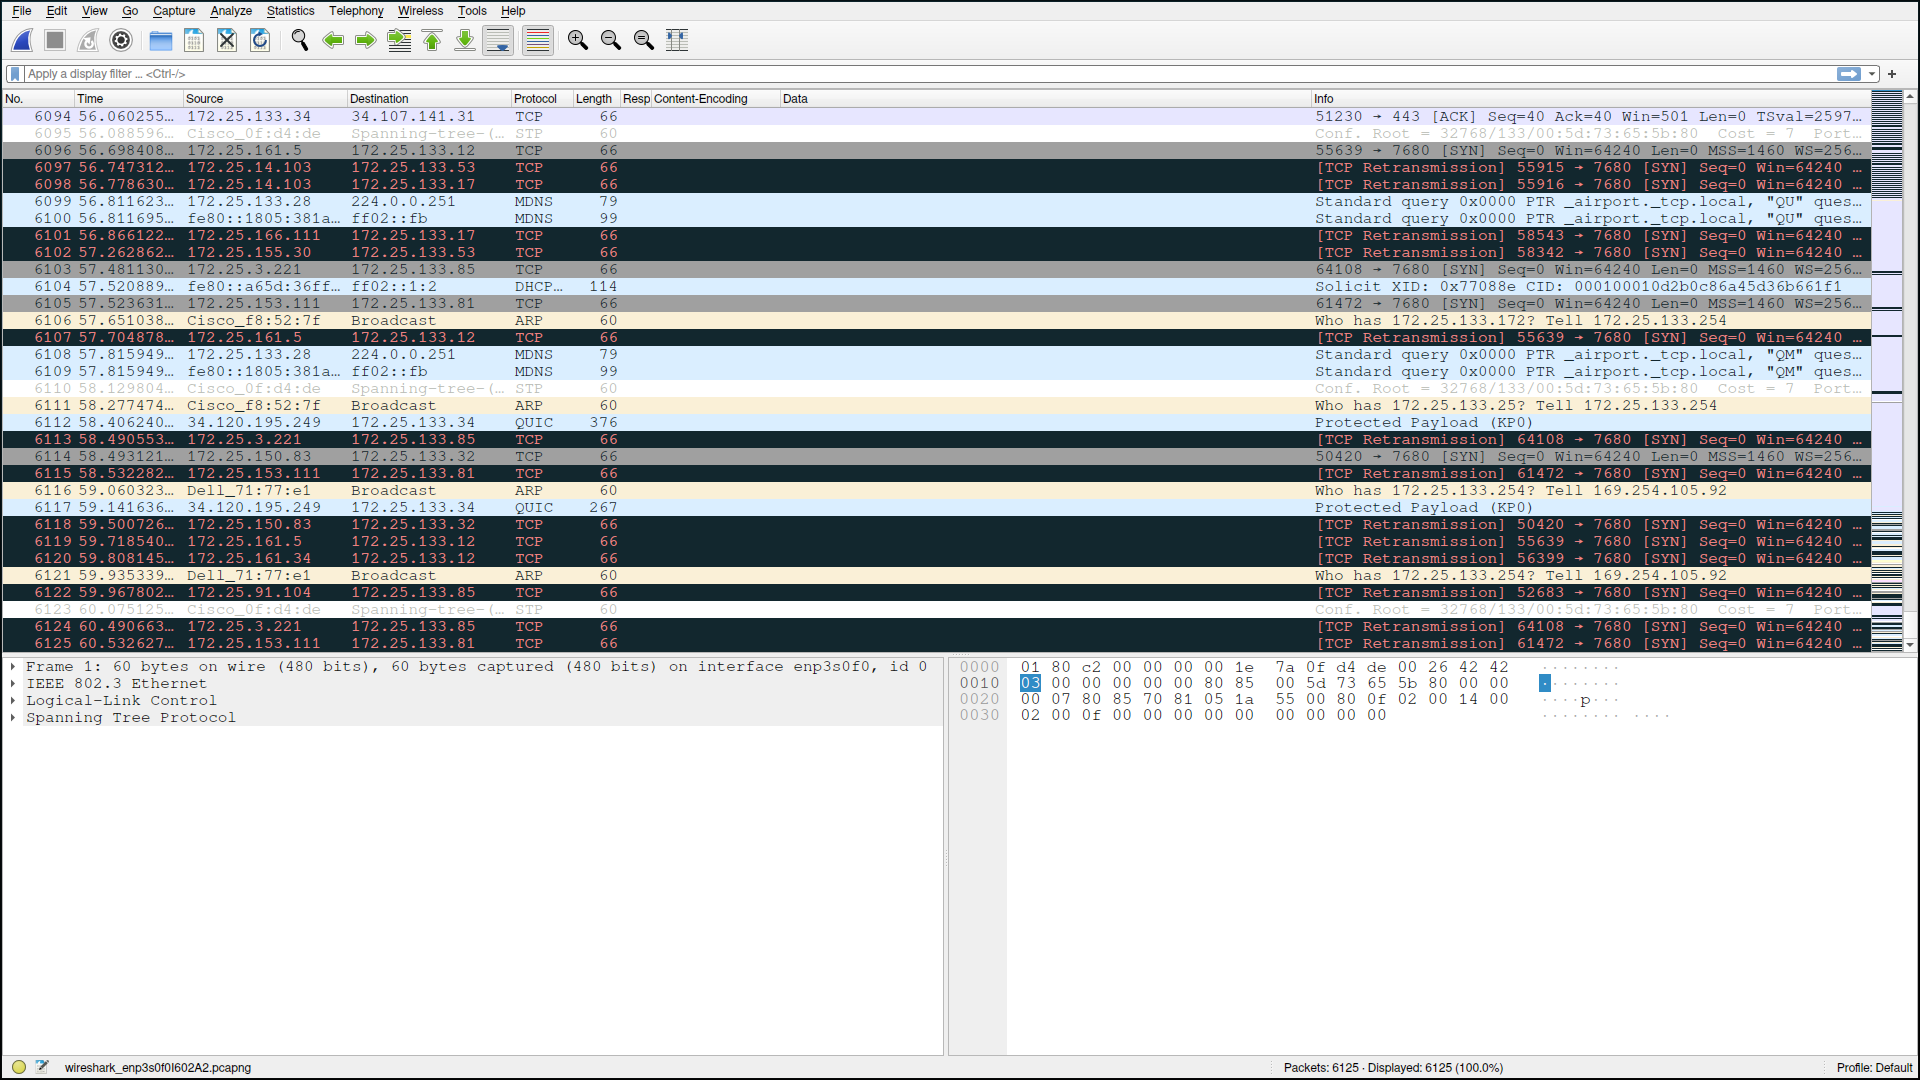 File Edit View Go Capture Analyze Statistics Telephony Wireless Tools Help
Apply a display filter ... <Ctrl-/>
No. Time Source Destination Protocol Length Resp Content-Encoding Data Info
6094 56.060255… 172.25.133.34 34.107.141.31 TCP 66 51230 → 443 [ACK] Seq=40 Ack=40 Win=501 Len=0 TSval=2597…
6095 56.088596… Cisco_0f:d4:de Spanning-tree-(… STP 60 Conf. Root = 32768/133/00:5d:73:65:5b:80 Cost = 7 Port…
6096 56.698408… 172.25.161.5 172.25.133.12 TCP 66 55639 → 7680 [SYN] Seq=0 Win=64240 Len=0 MSS=1460 WS=256…
6097 56.747312… 172.25.14.103 172.25.133.53 TCP 66 [TCP Retransmission] 55915 → 7680 [SYN] Seq=0 Win=64240 …
6098 56.778630… 172.25.14.103 172.25.133.17 TCP 66 [TCP Retransmission] 55916 → 7680 [SYN] Seq=0 Win=64240 …
6099 56.811623… 172.25.133.28 224.0.0.251 MDNS 79 Standard query 0x0000 PTR _airport._tcp.local, "QU" ques…
6100 56.811695… fe80::1805:381a… ff02::fb MDNS 99 Standard query 0x0000 PTR _airport._tcp.local, "QU" ques…
6101 56.866122… 172.25.166.111 172.25.133.17 TCP 66 [TCP Retransmission] 58543 → 7680 [SYN] Seq=0 Win=64240 …
6102 57.262862… 172.25.155.30 172.25.133.53 TCP 66 [TCP Retransmission] 58342 → 7680 [SYN] Seq=0 Win=64240 …
6103 57.481130… 172.25.3.221 172.25.133.85 TCP 66 64108 → 7680 [SYN] Seq=0 Win=64240 Len=0 MSS=1460 WS=256…
6104 57.520889… fe80::a65d:36ff… ff02::1:2 DHCP… 114 Solicit XID: 0x77088e CID: 000100010d2b0c86a45d36b661f1
6105 57.523631… 172.25.153.111 172.25.133.81 TCP 66 61472 → 7680 [SYN] Seq=0 Win=64240 Len=0 MSS=1460 WS=256…
6106 57.651038… Cisco_f8:52:7f Broadcast ARP 60 Who has 172.25.133.172? Tell 172.25.133.254
6107 57.704878… 172.25.161.5 172.25.133.12 TCP 66 [TCP Retransmission] 55639 → 7680 [SYN] Seq=0 Win=64240 …
6108 57.815949… 172.25.133.28 224.0.0.251 MDNS 79 Standard query 0x0000 PTR _airport._tcp.local, "QM" ques…
6109 57.815949… fe80::1805:381a… ff02::fb MDNS 99 Standard query 0x0000 PTR _airport._tcp.local, "QM" ques…
6110 58.129804… Cisco_0f:d4:de Spanning-tree-(… STP 60 Conf. Root = 32768/133/00:5d:73:65:5b:80 Cost = 7 Port…
6111 58.277474… Cisco_f8:52:7f Broadcast ARP 60 Who has 172.25.133.25? Tell 172.25.133.254
6112 58.406240… 34.120.195.249 172.25.133.34 QUIC 376 Protected Payload (KP0)
6113 58.490553… 172.25.3.221 172.25.133.85 TCP 66 [TCP Retransmission] 64108 → 7680 [SYN] Seq=0 Win=64240 …
6114 58.493121… 172.25.150.83 172.25.133.32 TCP 66 50420 → 7680 [SYN] Seq=0 Win=64240 Len=0 MSS=1460 WS=256…
6115 58.532282… 172.25.153.111 172.25.133.81 TCP 66 [TCP Retransmission] 61472 → 7680 [SYN] Seq=0 Win=64240 …
6116 59.060323… Dell_71:77:e1 Broadcast ARP 60 Who has 172.25.133.254? Tell 169.254.105.92
6117 59.141636… 34.120.195.249 172.25.133.34 QUIC 267 Protected Payload (KP0)
6118 59.500726… 172.25.150.83 172.25.133.32 TCP 66 [TCP Retransmission] 50420 → 7680 [SYN] Seq=0 Win=64240 …
6119 59.718540… 172.25.161.5 172.25.133.12 TCP 66 [TCP Retransmission] 55639 → 7680 [SYN] Seq=0 Win=64240 …
6120 59.808145… 172.25.161.34 172.25.133.12 TCP 66 [TCP Retransmission] 56399 → 7680 [SYN] Seq=0 Win=64240 …
6121 59.935339… Dell_71:77:e1 Broadcast ARP 60 Who has 172.25.133.254? Tell 169.254.105.92
6122 59.967802… 172.25.91.104 172.25.133.85 TCP 66 [TCP Retransmission] 52683 → 7680 [SYN] Seq=0 Win=64240 …
6123 60.075125… Cisco_0f:d4:de Spanning-tree-(… STP 60 Conf. Root = 32768/133/00:5d:73:65:5b:80 Cost = 7 Port…
6124 60.490663… 172.25.3.221 172.25.133.85 TCP 66 [TCP Retransmission] 64108 → 7680 [SYN] Seq=0 Win=64240 …
6125 60.532627… 172.25.153.111 172.25.133.81 TCP 66 [TCP Retransmission] 61472 → 7680 [SYN] Seq=0 Win=64240 …
Frame 1: 60 bytes on wire (480 bits), 60 bytes captured (480 bits) on interface enp3s0f0, id 0
IEEE 802.3 Ethernet
Logical-Link Control
Spanning Tree Protocol
0000 01 80 c2 00 00 00 00 1e 7a 0f d4 de 00 26 42 42 ········
0010 03 00 00 00 00 00 80 85 00 5d 73 65 5b 80 00 00 ········
0020 00 07 80 85 70 81 05 1a 55 00 80 0f 02 00 14 00 ····p···
0030 02 00 0f 00 00 00 00 00 00 00 00 00 ········ ····
wireshark_enp3s0f0I602A2.pcapng Packets: 6125 · Displayed: 6125 (100.0%) Profile: Default